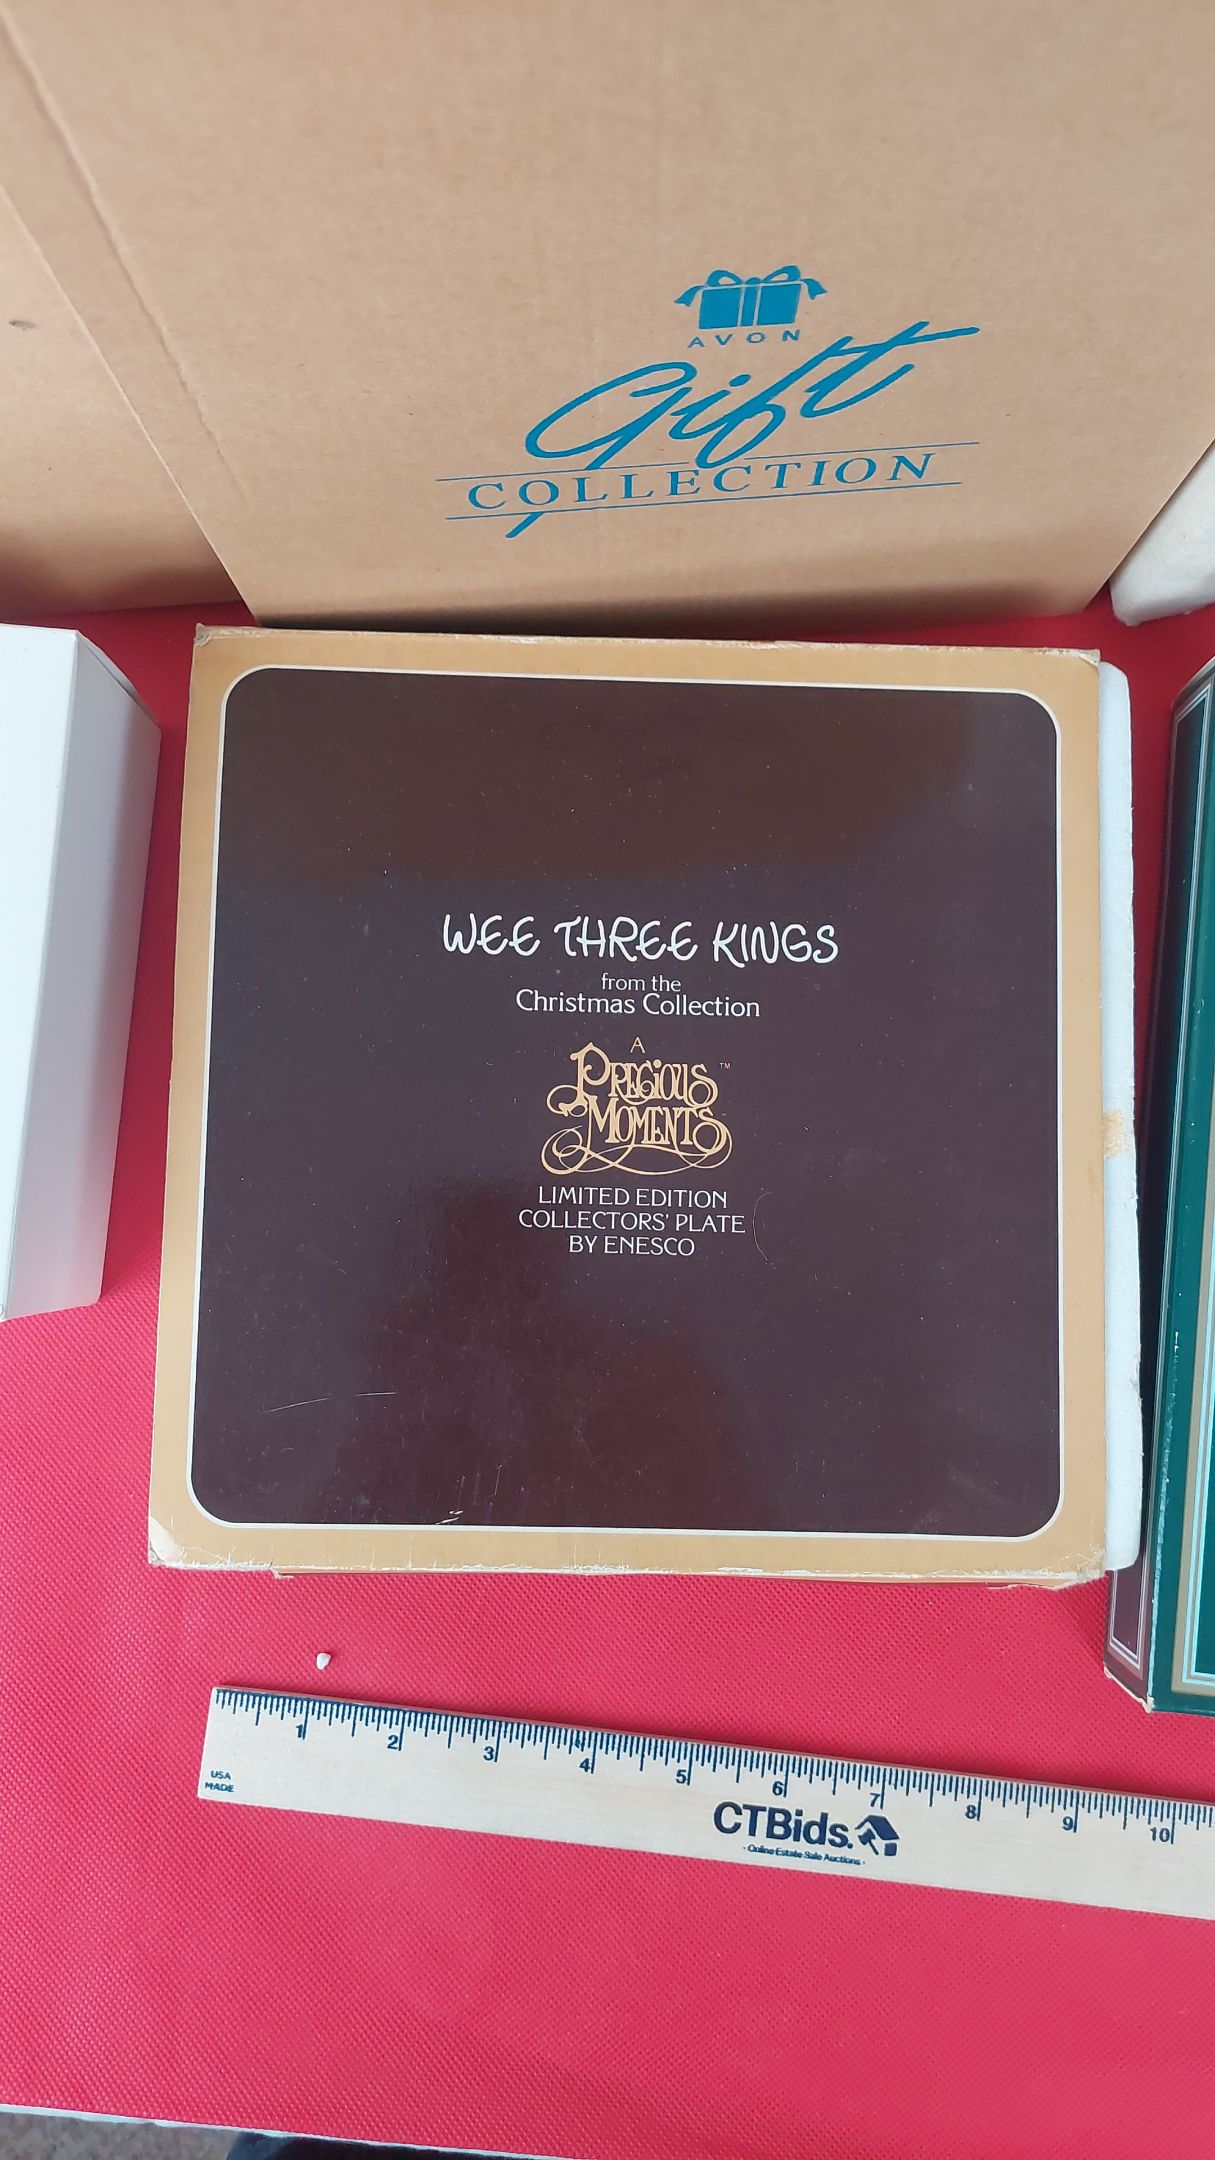 AVON
Gift
COLLECTION
WEE THREE KINGS
from the
Christmas Collection
A
PRECIOUS™
MOMENTS
LIMITED EDITION
COLLECTORS' PLATE
BY ENESCO
1 2 3 4 5 6 7 8 9 10
USA
MADE
CTBids.
- Online Estate Sale Auctions -